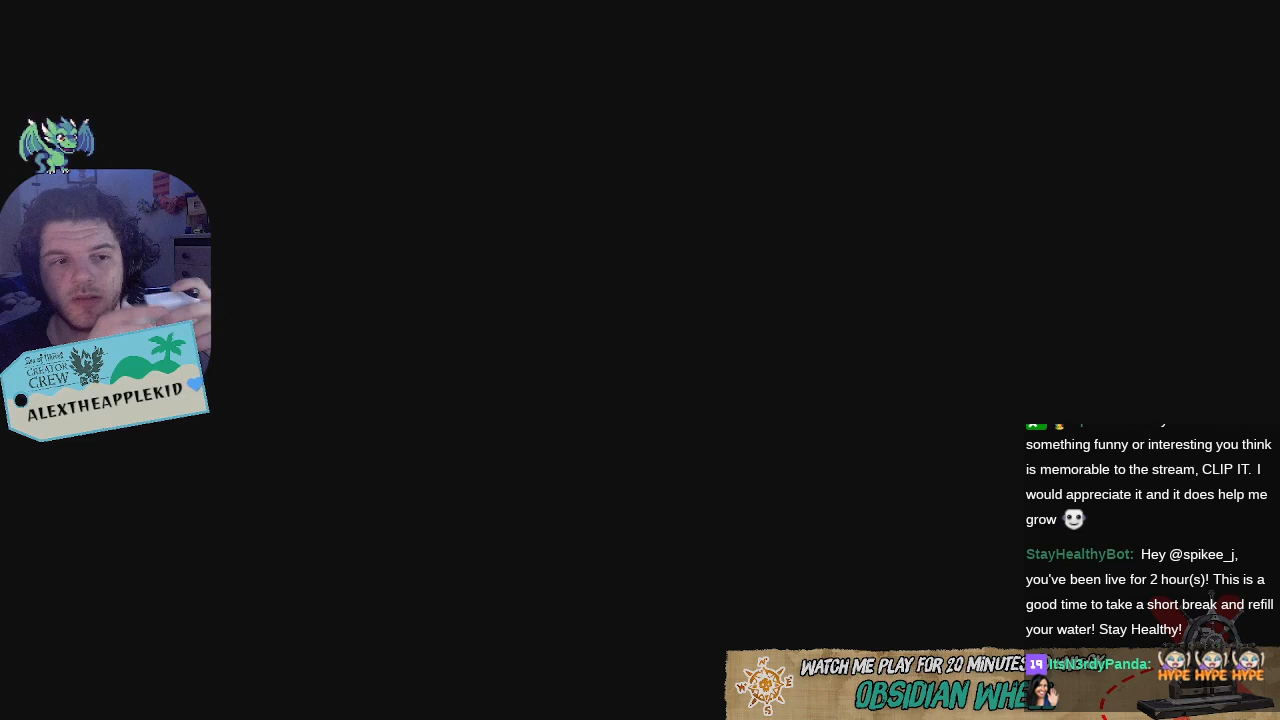 Sea of Thieves
CREATOR
CREW
ALEXTHEAPPLEKID
something funny or interesting you think
is memorable to the stream, CLIP IT. I
would appreciate it and it does help me
grow
StayHealthyBot: Hey @spikee_j,
you've been live for 2 hour(s)! This is a
good time to take a short break and refill
your water! Stay Healthy!
19 ItsN3rdyPanda: HYPE HYPE HYPE
WATCH ME PLAY FOR 20 MINUTES
OBSIDIAN WHE